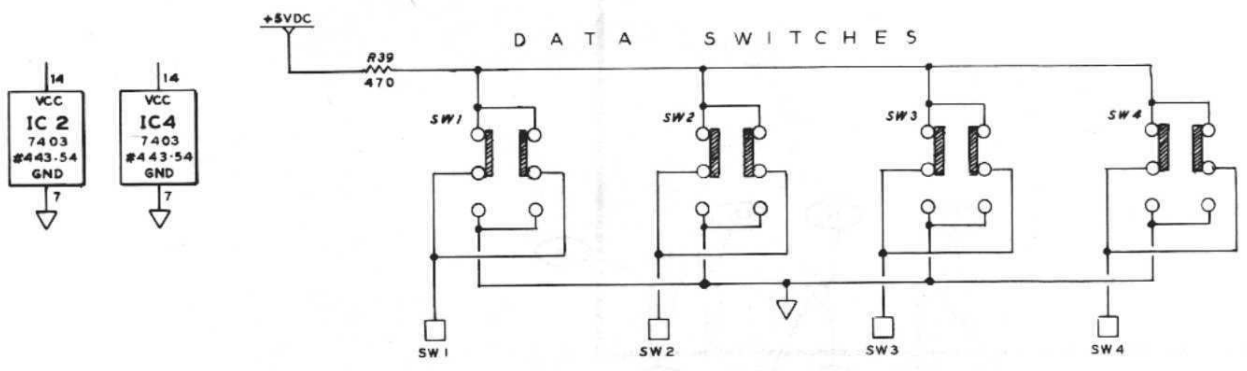 +5VDC
DATA SWITCHES
R39
470
14
VCC
IC 2
7403
#443-54
GND
7
14
VCC
IC4
7403
#443-54
GND
7
SW1
SW2
SW3
SW4
SW1
SW2
SW3
SW4